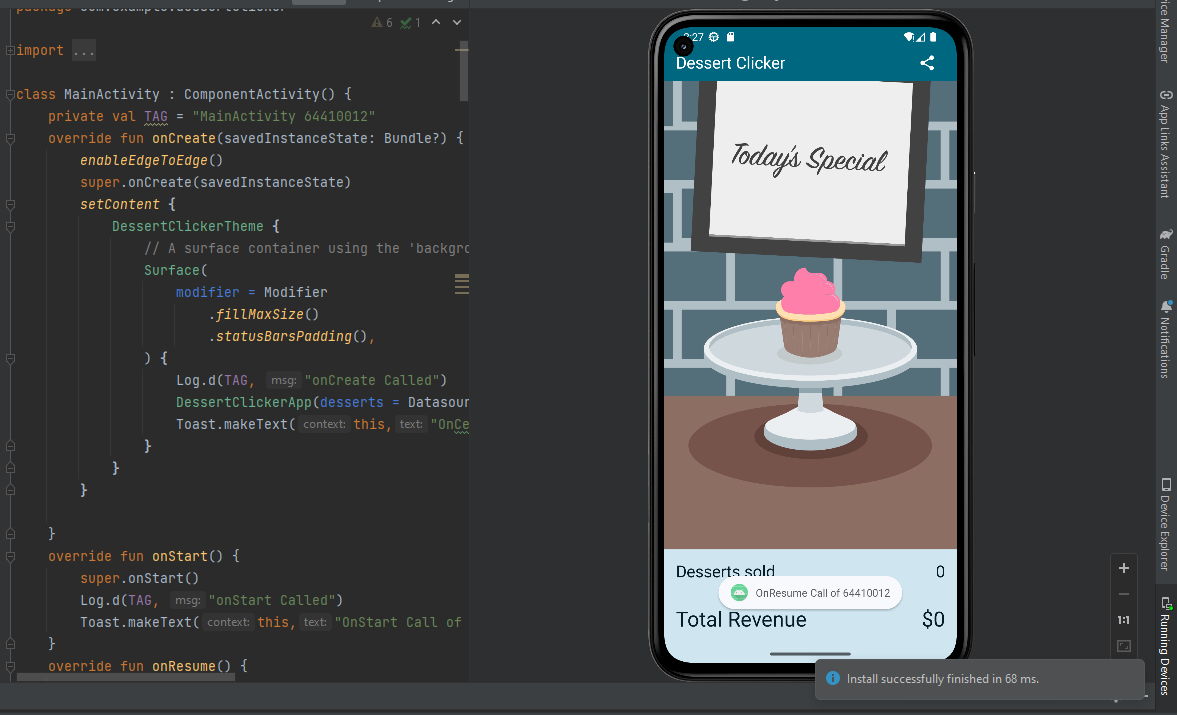 6 1
import ...
class MainActivity : ComponentActivity() {
private val TAG = "MainActivity 64410012"
override fun onCreate(savedInstanceState: Bundle?) {
enableEdgeToEdge()
super.onCreate(savedInstanceState)
setContent {
DessertClickerTheme {
// A surface container using the 'backgro
Surface(
modifier = Modifier
.fillMaxSize()
.statusBarsPadding(),
) {
Log.d(TAG, msg: "onCreate Called")
DessertClickerApp(desserts = Datasour
Toast.makeText( context: this, text: "OnCe
}
}
}
}
override fun onStart() {
super.onStart()
Log.d(TAG, msg: "onStart Called")
Toast.makeText( context: this, text: "OnStart Call of
}
override fun onResume() {
:27
Dessert Clicker
Today's Special
Desserts sold 0
OnResume Call of 64410012
Total Revenue $0
1:1
Install successfully finished in 68 ms.
ice Manager
App Links Assistant
Gradle
Notifications
Device Explorer
Running Devices